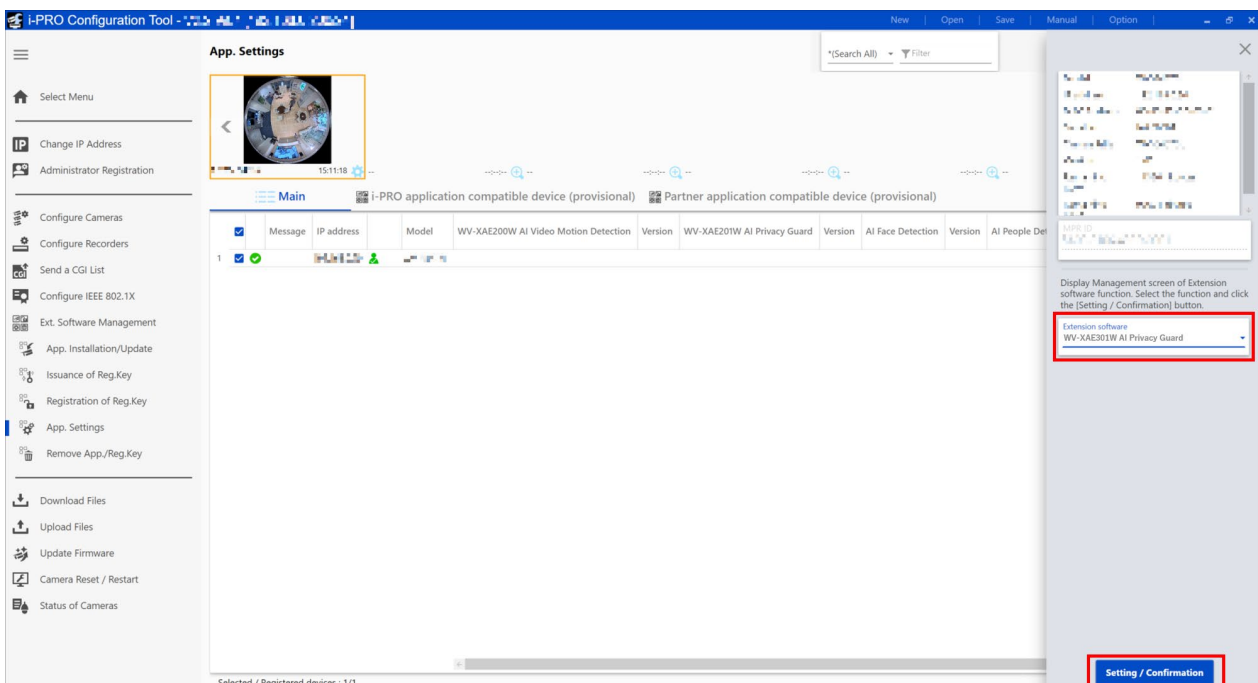 i-PRO Configuration Tool -
New | Open | Save | Manual | Option |
App. Settings
*(Search All) Filter
Select Menu
IP Change IP Address
Administrator Registration
15:11:18 --
--:--:-- --
--:--:-- --
--:--:-- --
--:--:-- --
Main i-PRO application compatible device (provisional) Partner application compatible device (provisional)
Message IP address Model WV-XAE200W AI Video Motion Detection Version WV-XAE201W AI Privacy Guard Version AI Face Detection Version AI People Det
1
Configure Cameras
Configure Recorders
CGI Send a CGI List
Configure IEEE 802.1X
Ext. Software Management
App. Installation/Update
Issuance of Reg.Key
Registration of Reg.Key
App. Settings
Remove App./Reg.Key
Download Files
Upload Files
Update Firmware
Camera Reset / Restart
Status of Cameras
Selected / Registered devices : 1/1
MPR ID
Display Management screen of Extension
software function. Select the function and click
the [Setting / Confirmation] button.
Extension software
WV-XAE301W AI Privacy Guard
Setting / Confirmation